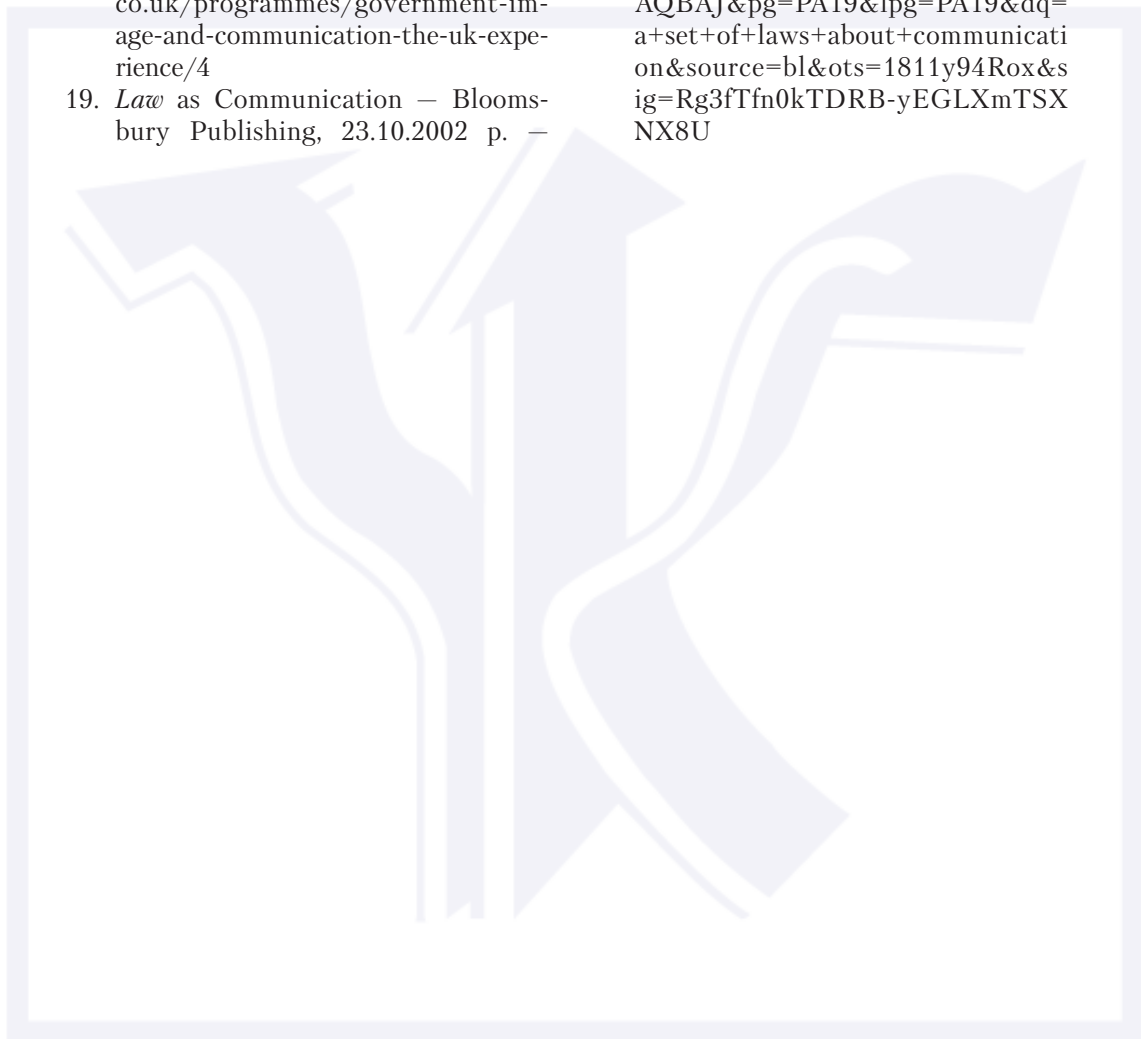 co.uk/programmes/government-im-
age-and-communication-the-uk-expe-
rience/4
19. Law as Communication — Blooms-
bury Publishing, 23.10.2002 p. —
AQBAJ&pg=PA19&lpg=PA19&dq=
a+set+of+laws+about+communicati
on&source=bl&ots=1811y94Rox&s
ig=Rg3fTfn0kTDRB-yEGLXmTSX
NX8U